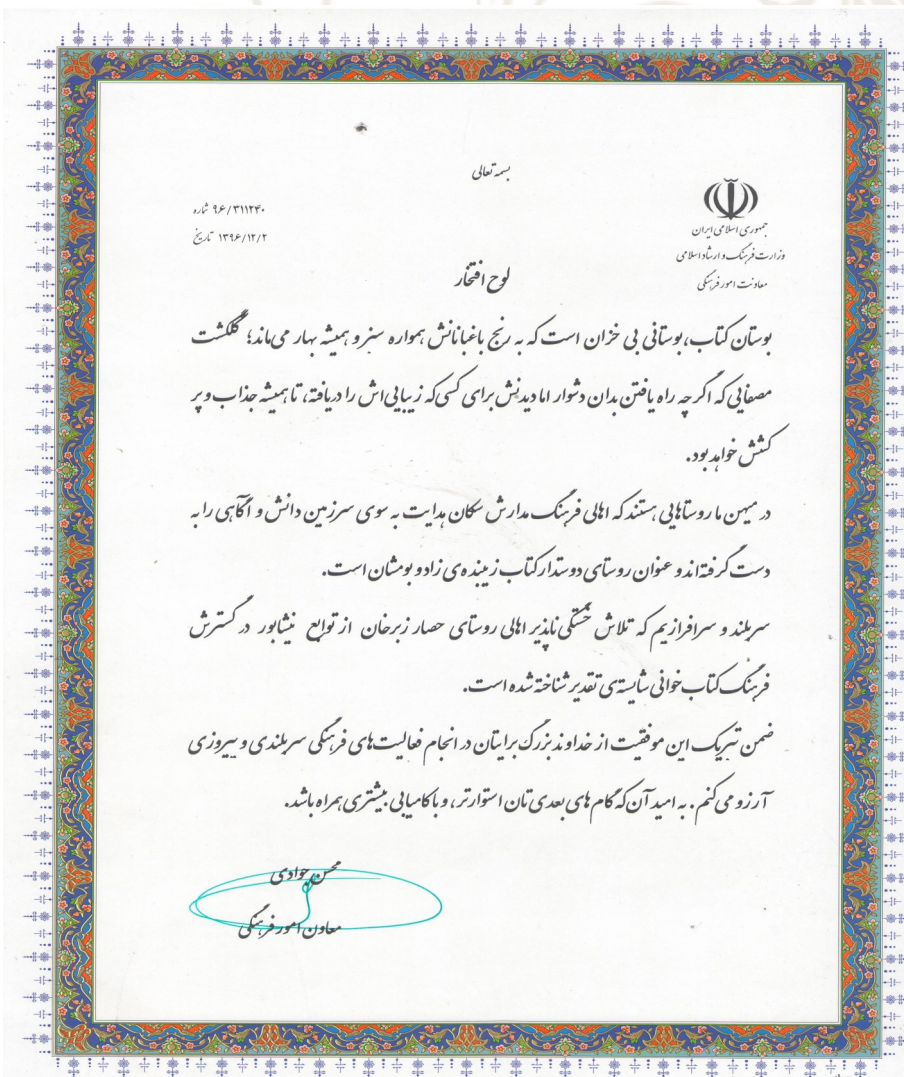 بسمه تعالی
جمهوری اسلامی ایران
وزارت فرهنگ و ارشاد اسلامی
معاونت امور فرهنگی
۹۶/۳۱۱۲۴۰ شماره
۱۳۹۶/۱۲/۲ تاریخ
لوح افتخار
بوستان کتاب، بوستانی بی خزان است که به رنج باغبانانش همواره سبز و همیشه بهار می‌ماند؛ گلگشت
مصفایی که اگر چه راه یافتن بدان دشوار اما دیدنش برای کسی که زیبایی‌اش را دریافته، تا همیشه جذاب و پر
کشش خواهد بود.
در میهن ما روستاهایی هستند که اهالی فرهنگ مدارش سکان هدایت به سوی سرزمین دانش و آگاهی را به
دست گرفته‌اند و عنوان روستای دوستدار کتاب زیبنده‌ی زادوبومشان است.
سربلند و سرافرازیم که تلاش خستگی ناپذیر اهالی روستای حصار زبرخان از توابع نیشابور در گسترش
فرهنگ کتاب خوانی شایسته‌ی تقدیر شناخته شده است.
ضمن تبریک این موفقیت از خداوند بزرگ برایتان در انجام فعالیت‌های فرهنگی سربلندی و پیروزی
آرزو می‌کنم. به امید آن که گام های بعدی تان استوارتر، و با کامیابی بیشتری همراه باشد.
محسن جوادی
معاون امور فرهنگی